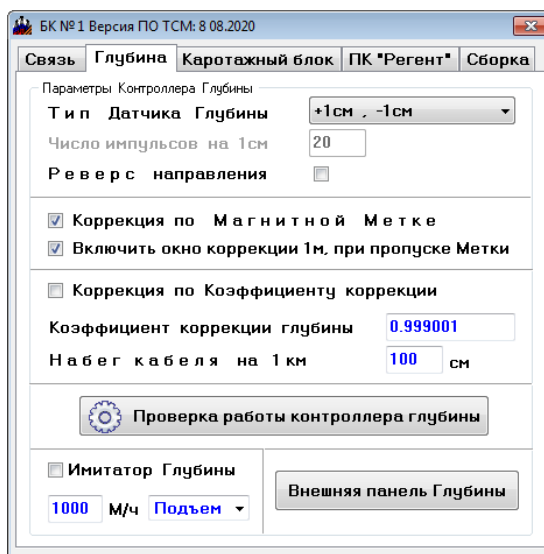 БК № 1 Версия ПО ТСМ: 8 08.2020
Связь Глубина Каротажный блок ПК "Регент" Сборка
Параметры Контроллера Глубины
Тип Датчика Глубины +1см , -1см
Число импульсов на 1см 20
Реверс направления
Коррекция по Магнитной Метке
Включить окно коррекции 1м, при пропуске Метки
Коррекция по Коэффициенту коррекции
Коэффициент коррекции глубины 0.999001
Набег кабеля на 1 км 100 см
Проверка работы контроллера глубины
Имитатор Глубины
1000 М/ч Подъем
Внешняя панель Глубины